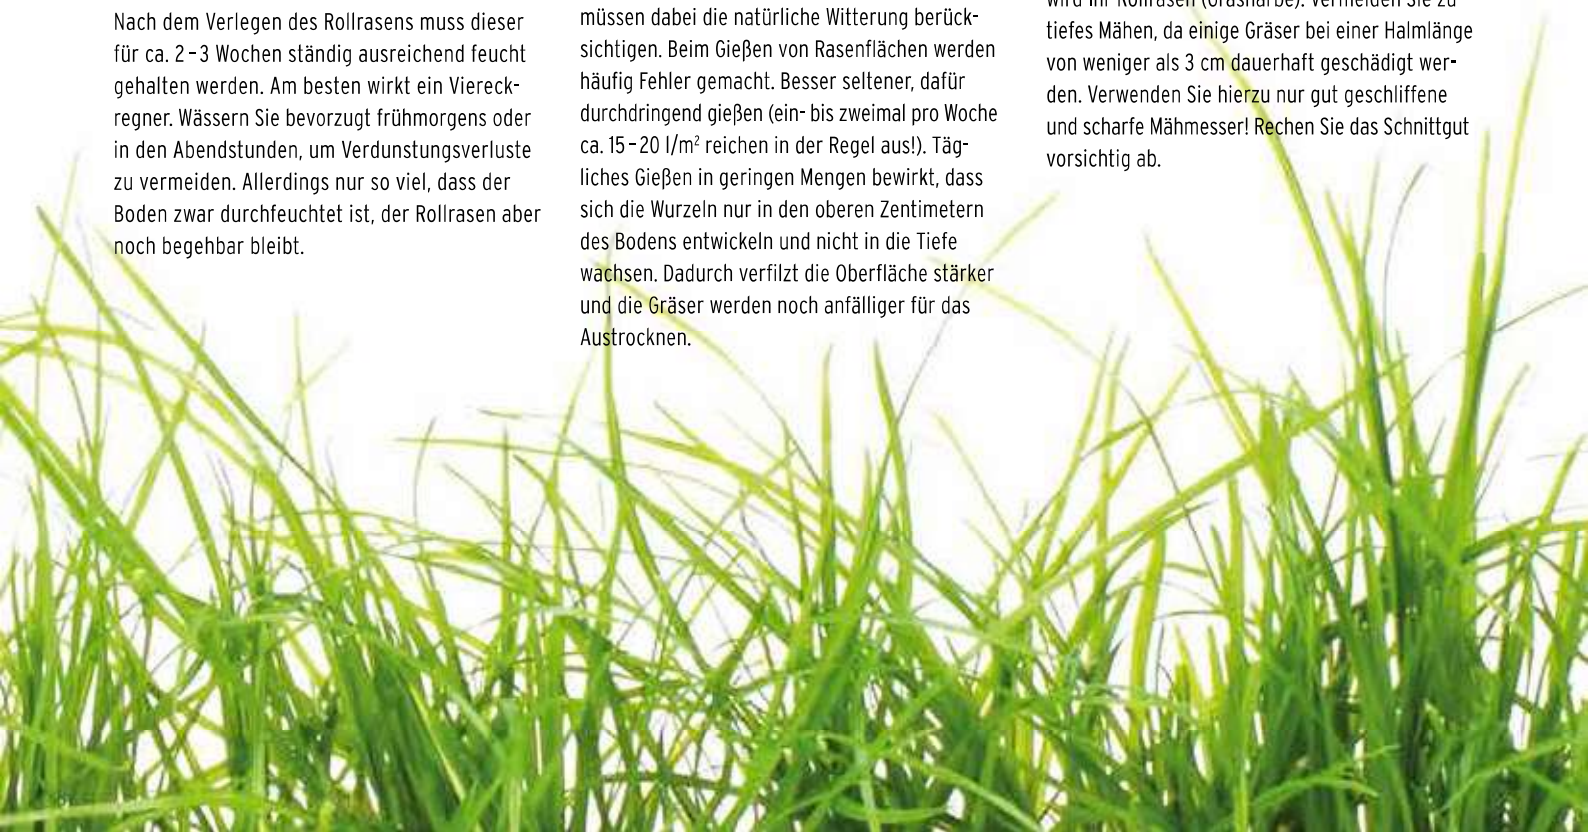 Nach dem Verlegen des Rollrasens muss dieser
für ca. 2 – 3 Wochen ständig ausreichend feucht
gehalten werden. Am besten wirkt ein Viereck-
regner. Wässern Sie bevorzugt frühmorgens oder
in den Abendstunden, um Verdunstungsverluste
zu vermeiden. Allerdings nur so viel, dass der
Boden zwar durchfeuchtet ist, der Rollrasen aber
noch begehbar bleibt.
müssen dabei die natürliche Witterung berück-
sichtigen. Beim Gießen von Rasenflächen werden
häufig Fehler gemacht. Besser seltener, dafür
durchdringend gießen (ein- bis zweimal pro Woche
ca. 15 – 20 l/m² reichen in der Regel aus!). Täg-
liches Gießen in geringen Mengen bewirkt, dass
sich die Wurzeln nur in den oberen Zentimetern
des Bodens entwickeln und nicht in die Tiefe
wachsen. Dadurch verfilzt die Oberfläche stärker
und die Gräser werden noch anfälliger für das
Austrocknen.
wird Ihr Rollrasen (Grasnarbe). Vermeiden Sie zu
tiefes Mähen, da einige Gräser bei einer Halmlänge
von weniger als 3 cm dauerhaft geschädigt wer-
den. Verwenden Sie hierzu nur gut geschliffene
und scharfe Mähmesser! Rechen Sie das Schnittgut
vorsichtig ab.